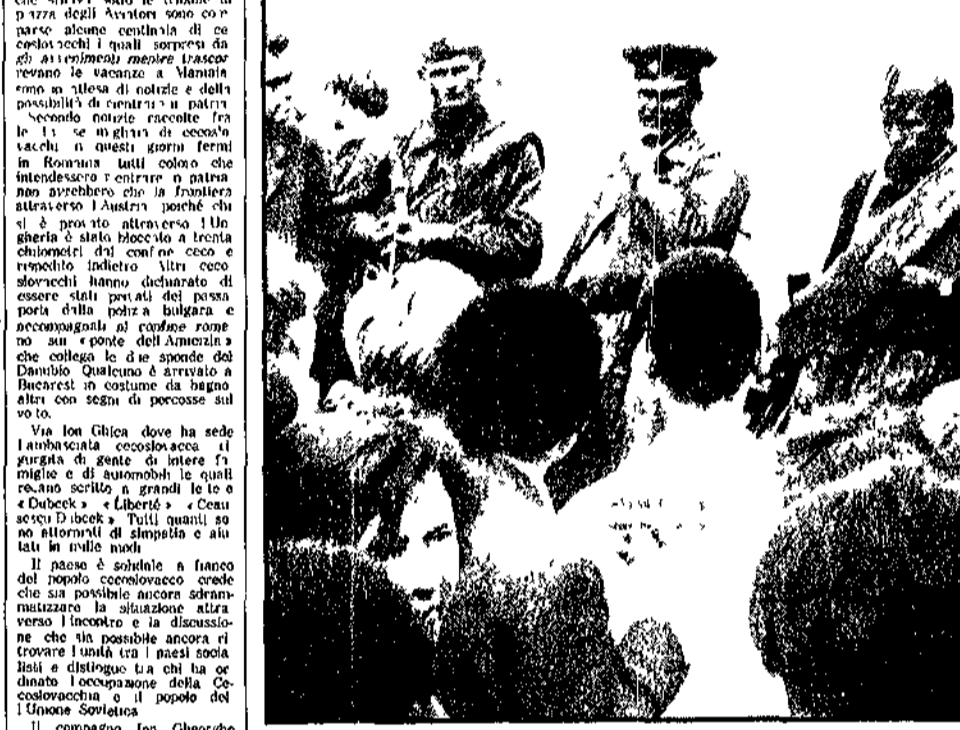 piazza degli Aviatori sono com
parse alcune centinaia di ce
coslovacchi i quali sorpresi da
gli avvenimenti mentre trascor
revano le vacanze a Mamaia
sono in attesa di notizie e della
possibilità di rientrare in patria
Secondo notizie raccolte fra
le migliaia di cecoslo
vacchi in questi giorni fermi
in Romania tutti coloro che
intendessero rientrare in patria
non avrebbero che la frontiera
attraverso l Austria poiché chi
si è provato attraverso l Un
gheria è stato bloccato a trenta
chilometri dal confine ceco e
rispedito indietro Altri ceco
slovacchi hanno dichiarato di
essere stati privati dei passa
porti dalla polizia bulgara e
accompagnati al confine rome
no sul « ponte dell Amicizia »
che collega le due sponde del
Danubio Qualcuno è arrivato a
Bucarest in costume da bagno
altri con segni di percosse sul
volto.
Via Ion Ghica dove ha sede
l ambasciata cecoslovacca ri
gurgita di gente di intere fa
miglie e di automobili le quali
recano scritto a grandi lettere
« Dubcek » « Liberté » « Ceau
sescu Dubcek » Tutti quanti so
no attorniati di simpatia e aiu
tati in mille modi
Il paese è solidale a fianco
del popolo cecoslovacco crede
che sia possibile ancora sdram-
matizzare la situazione attra
verso l incontro e la discussio-
ne che sia possibile ancora ri
trovare l unità tra i paesi socia
listi e distingue tra chi ha or
dinato l occupazione della Ce-
coslovacchia e il popolo del
l Unione Sovietica
Il compagno Ion Gheorghe